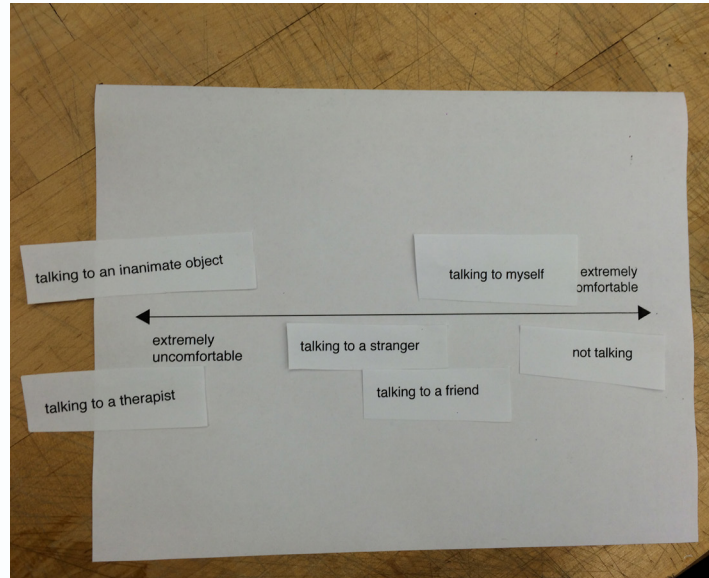 talking to an inanimate object
talking to myself
extremely
omfortable
extremely
uncomfortable
talking to a stranger
not talking
talking to a therapist
talking to a friend